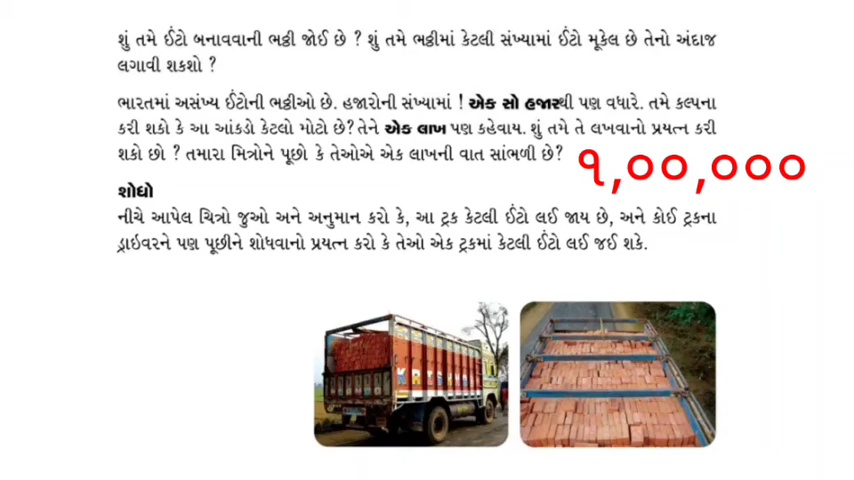 શું તમે ઈંટો બનાવવાની ભઠ્ઠી જોઈ છે ? શું તમે ભઠ્ઠીમાં કેટલી સંખ્યામાં ઈંટો મૂકેલ છે તેનો અંદાજ
લગાવી શકશો ?
ભારતમાં અસંખ્ય ઈંટોની ભઠ્ઠીઓ છે. હજારોની સંખ્યામાં ! એક સો હજારથી પણ વધારે. તમે કલ્પના
કરી શકો કે આ આંકડો કેટલો મોટો છે? તેને એક લાખ પણ કહેવાય. શું તમે તે લખવાનો પ્રયત્ન કરી
શકો છો ? તમારા મિત્રોને પૂછો કે તેઓએ એક લાખની વાત સાંભળી છે? ૧,૦૦,૦૦૦
શોધો
નીચે આપેલ ચિત્રો જુઓ અને અનુમાન કરો કે, આ ટ્રક કેટલી ઈંટો લઈ જાય છે, અને કોઈ ટ્રકના
ડ્રાઇવરને પણ પૂછીને શોધવાનો પ્રયત્ન કરો કે તેઓ એક ટ્રકમાં કેટલી ઈંટો લઈ જઈ શકે.